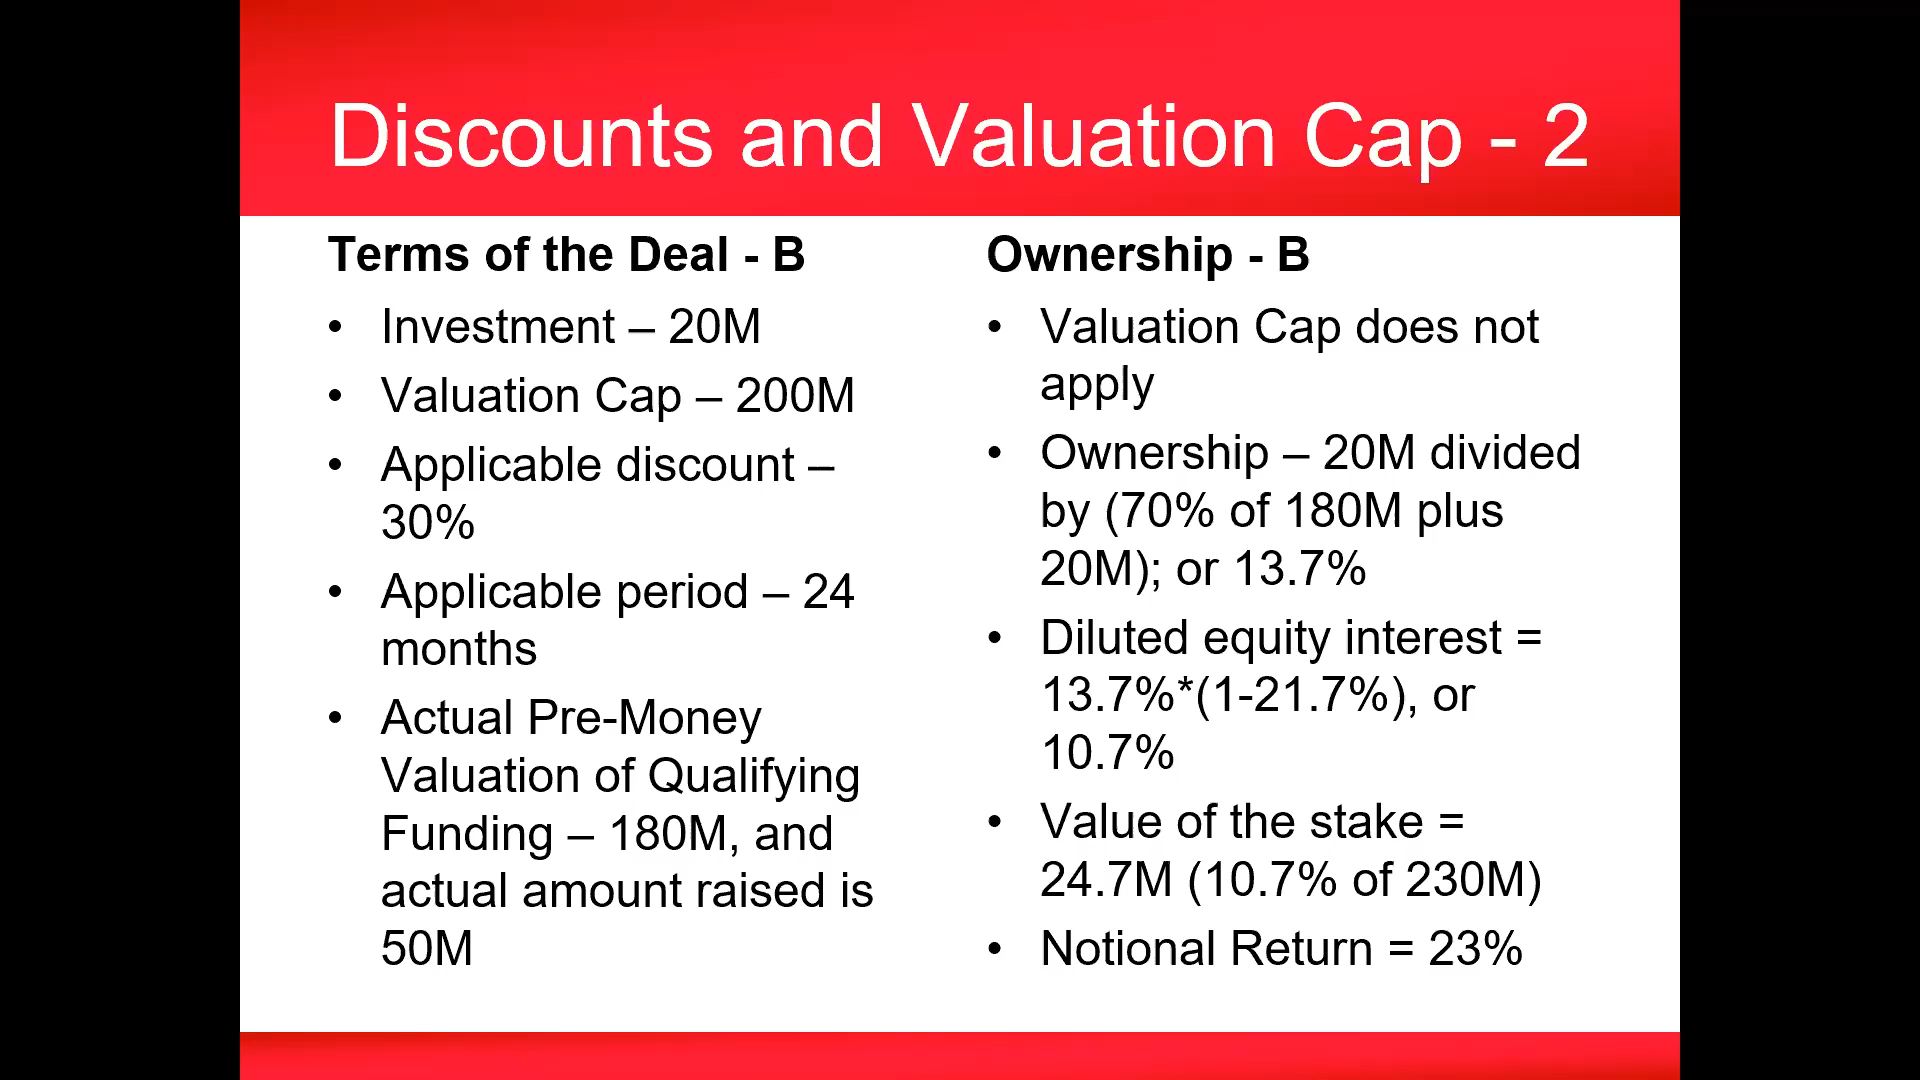 Discounts and Valuation Cap - 2
Terms of the Deal - B
• Investment – 20M
• Valuation Cap – 200M
• Applicable discount –
30%
• Applicable period – 24
months
• Actual Pre-Money
Valuation of Qualifying
Funding – 180M, and
actual amount raised is
50M
Ownership - B
• Valuation Cap does not
apply
• Ownership – 20M divided
by (70% of 180M plus
20M); or 13.7%
• Diluted equity interest =
13.7%*(1-21.7%), or
10.7%
• Value of the stake =
24.7M (10.7% of 230M)
• Notional Return = 23%